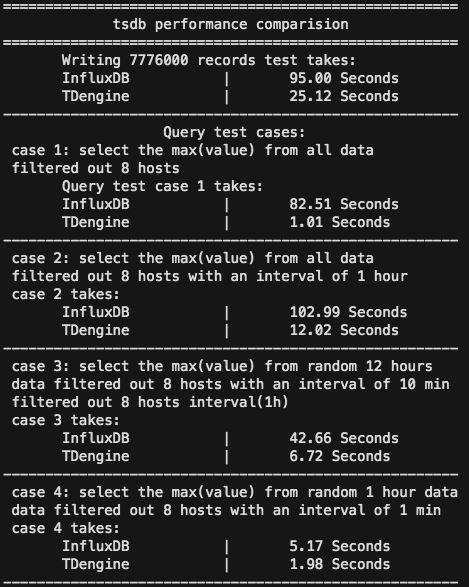 tsdb performance comparision
Writing 7776000 records test takes:
InfluxDB | 95.00 Seconds
TDengine | 25.12 Seconds
Query test cases:
case 1: select the max(value) from all data
filtered out 8 hosts
Query test case 1 takes:
InfluxDB | 82.51 Seconds
TDengine | 1.01 Seconds
case 2: select the max(value) from all data
filtered out 8 hosts with an interval of 1 hour
case 2 takes:
InfluxDB | 102.99 Seconds
TDengine | 12.02 Seconds
case 3: select the max(value) from random 12 hours
data filtered out 8 hosts with an interval of 10 min
filtered out 8 hosts interval(1h)
case 3 takes:
InfluxDB | 42.66 Seconds
TDengine | 6.72 Seconds
case 4: select the max(value) from random 1 hour data
data filtered out 8 hosts with an interval of 1 min
case 4 takes:
InfluxDB | 5.17 Seconds
TDengine | 1.98 Seconds